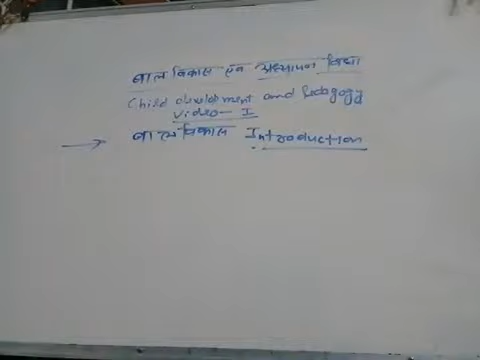 बाल विकास एवं अध्यापन विधा
Child development and Pedagogy
Video - I
→ बाल विकास Introduction